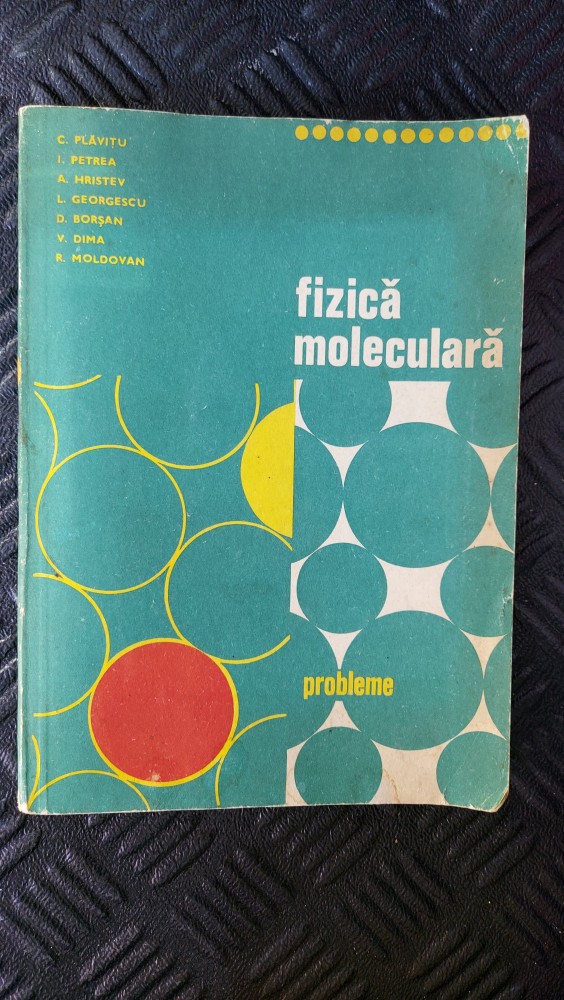 C. PLĂVIȚU
I. PETREA
A. HRISTEV
L. GEORGESCU
D. BORȘAN
V. DIMA
R. MOLDOVAN
fizică
moleculară
probleme